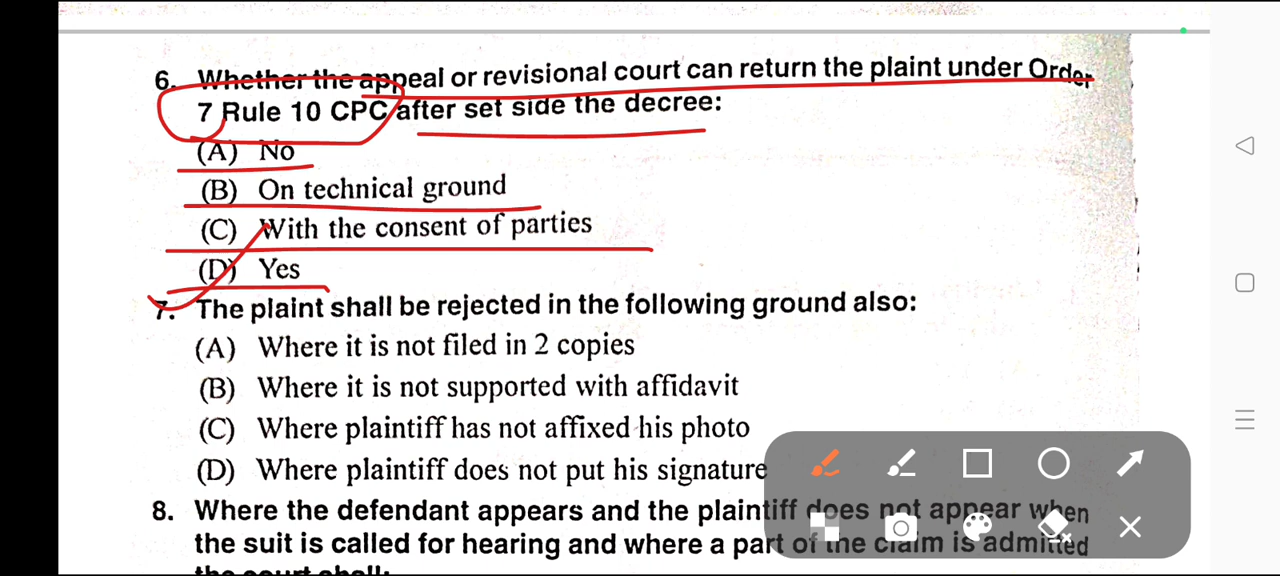 6. Whether the appeal or revisional court can return the plaint under Order
7 Rule 10 CPC after set side the decree:
(A) No
(B) On technical ground
(C) With the consent of parties
(D) Yes
7. The plaint shall be rejected in the following ground also:
(A) Where it is not filed in 2 copies
(B) Where it is not supported with affidavit
(C) Where plaintiff has not affixed his photo
(D) Where plaintiff does not put his signature
8. Where the defendant appears and the plaintiff does not appear when
the suit is called for hearing and where a part of the claim is admitted
the court shall: